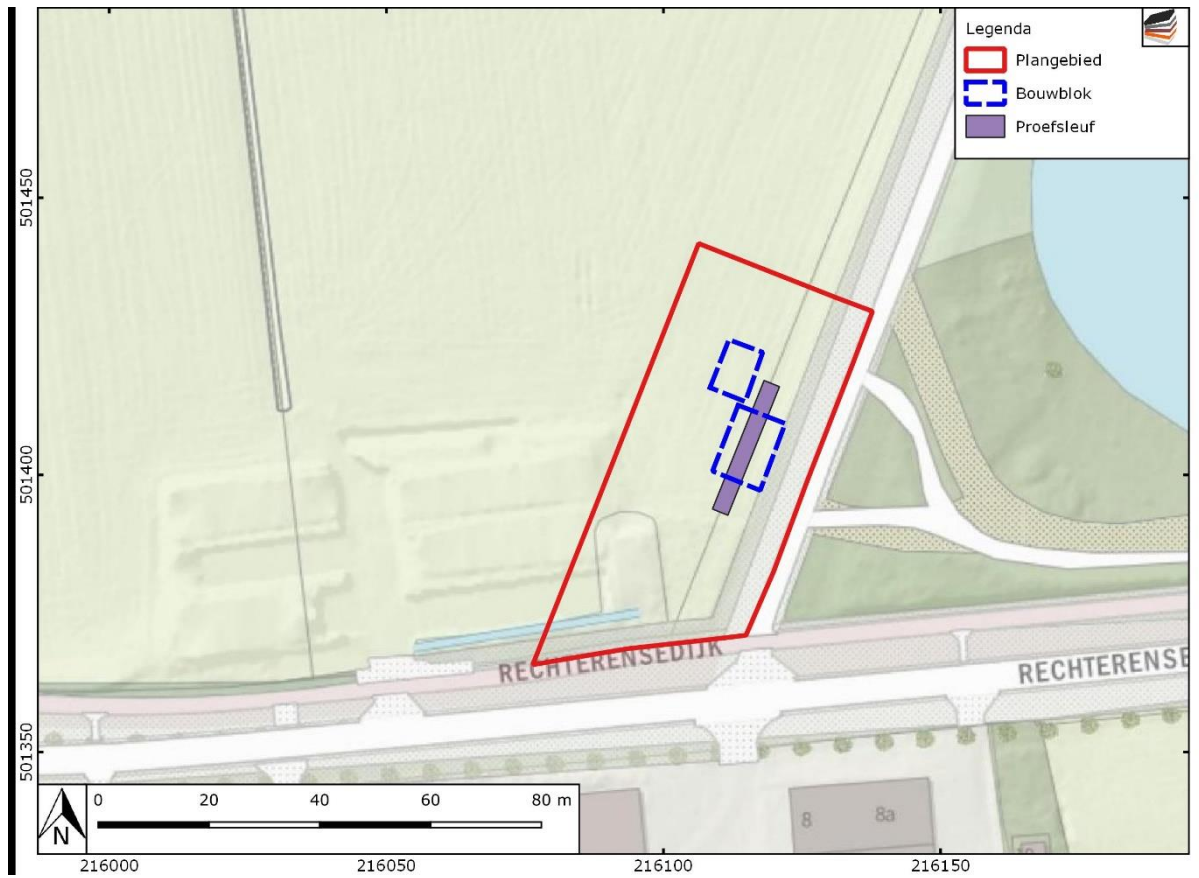 Legenda
Plangebied
Bouwblok
Proefsleuf
501450
501400
501350
RECHTERENSEDIJK
RECHTERENSE
8
8a
0 20 40 60 80 m
N
216000 216050 216100 216150